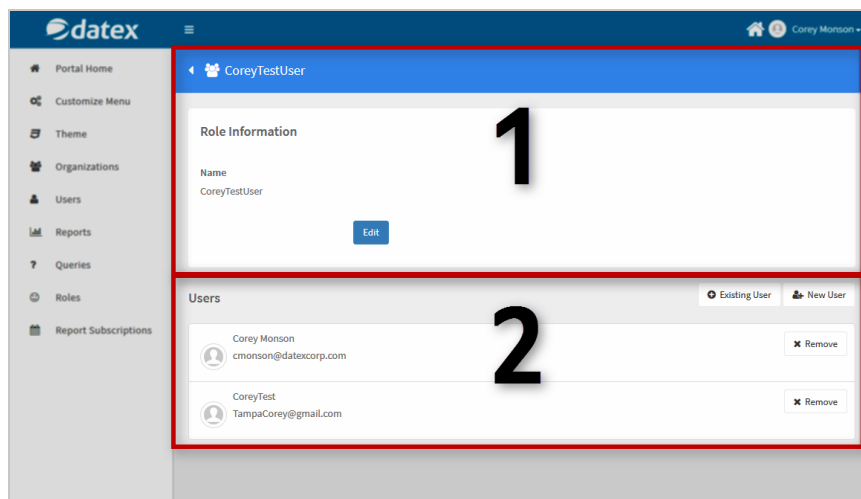 datex
Corey Monson
Portal Home
Customize Menu
Theme
Organizations
Users
Reports
Queries
Roles
Report Subscriptions
CoreyTestUser
1
Role Information
Name
CoreyTestUser
Edit
2
Users
Existing User
New User
Corey Monson
cmonson@datexcorp.com
Remove
CoreyTest
TampaCorey@gmail.com
Remove